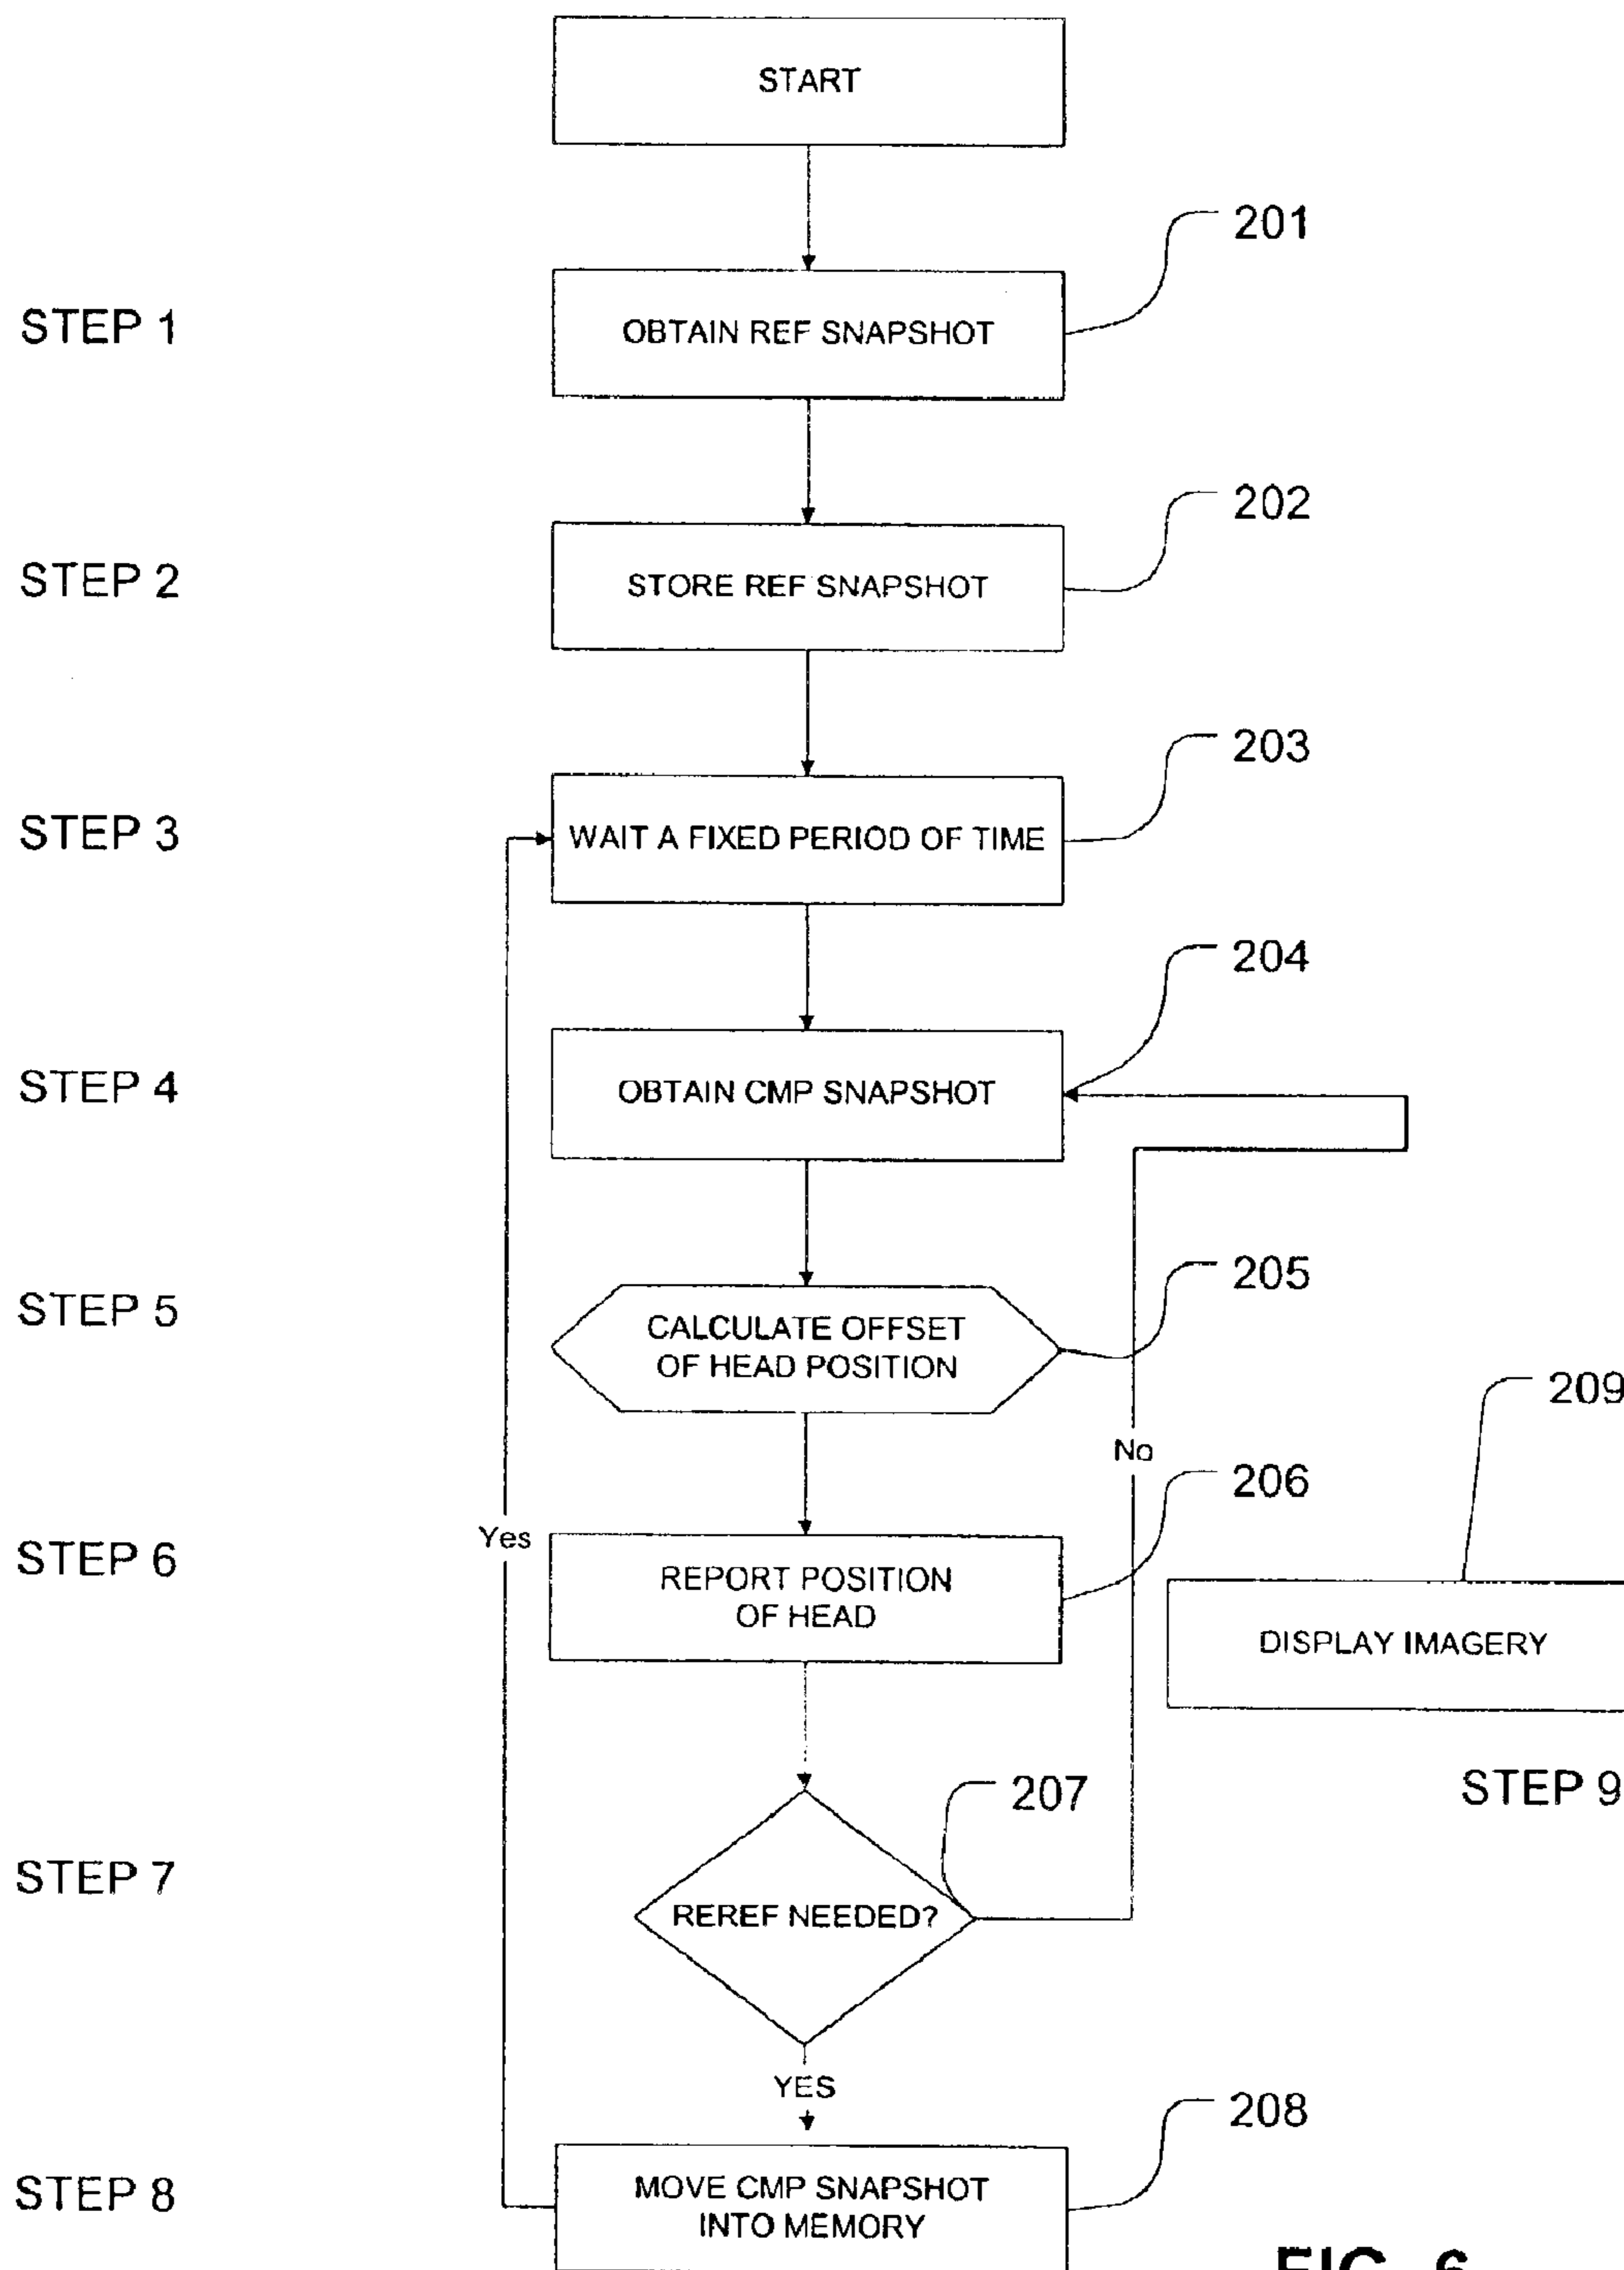 START
201
STEP 1
OBTAIN REF SNAPSHOT
202
STEP 2
STORE REF SNAPSHOT
203
STEP 3
WAIT A FIXED PERIOD OF TIME
204
STEP 4
OBTAIN CMP SNAPSHOT
205
STEP 5
CALCULATE OFFSET
OF HEAD POSITION
209
No
206
Yes
STEP 6
REPORT POSITION
OF HEAD
DISPLAY IMAGERY
STEP 9
207
STEP 7
REREF NEEDED?
YES
208
STEP 8
MOVE CMP SNAPSHOT
INTO MEMORY
FIG. 6